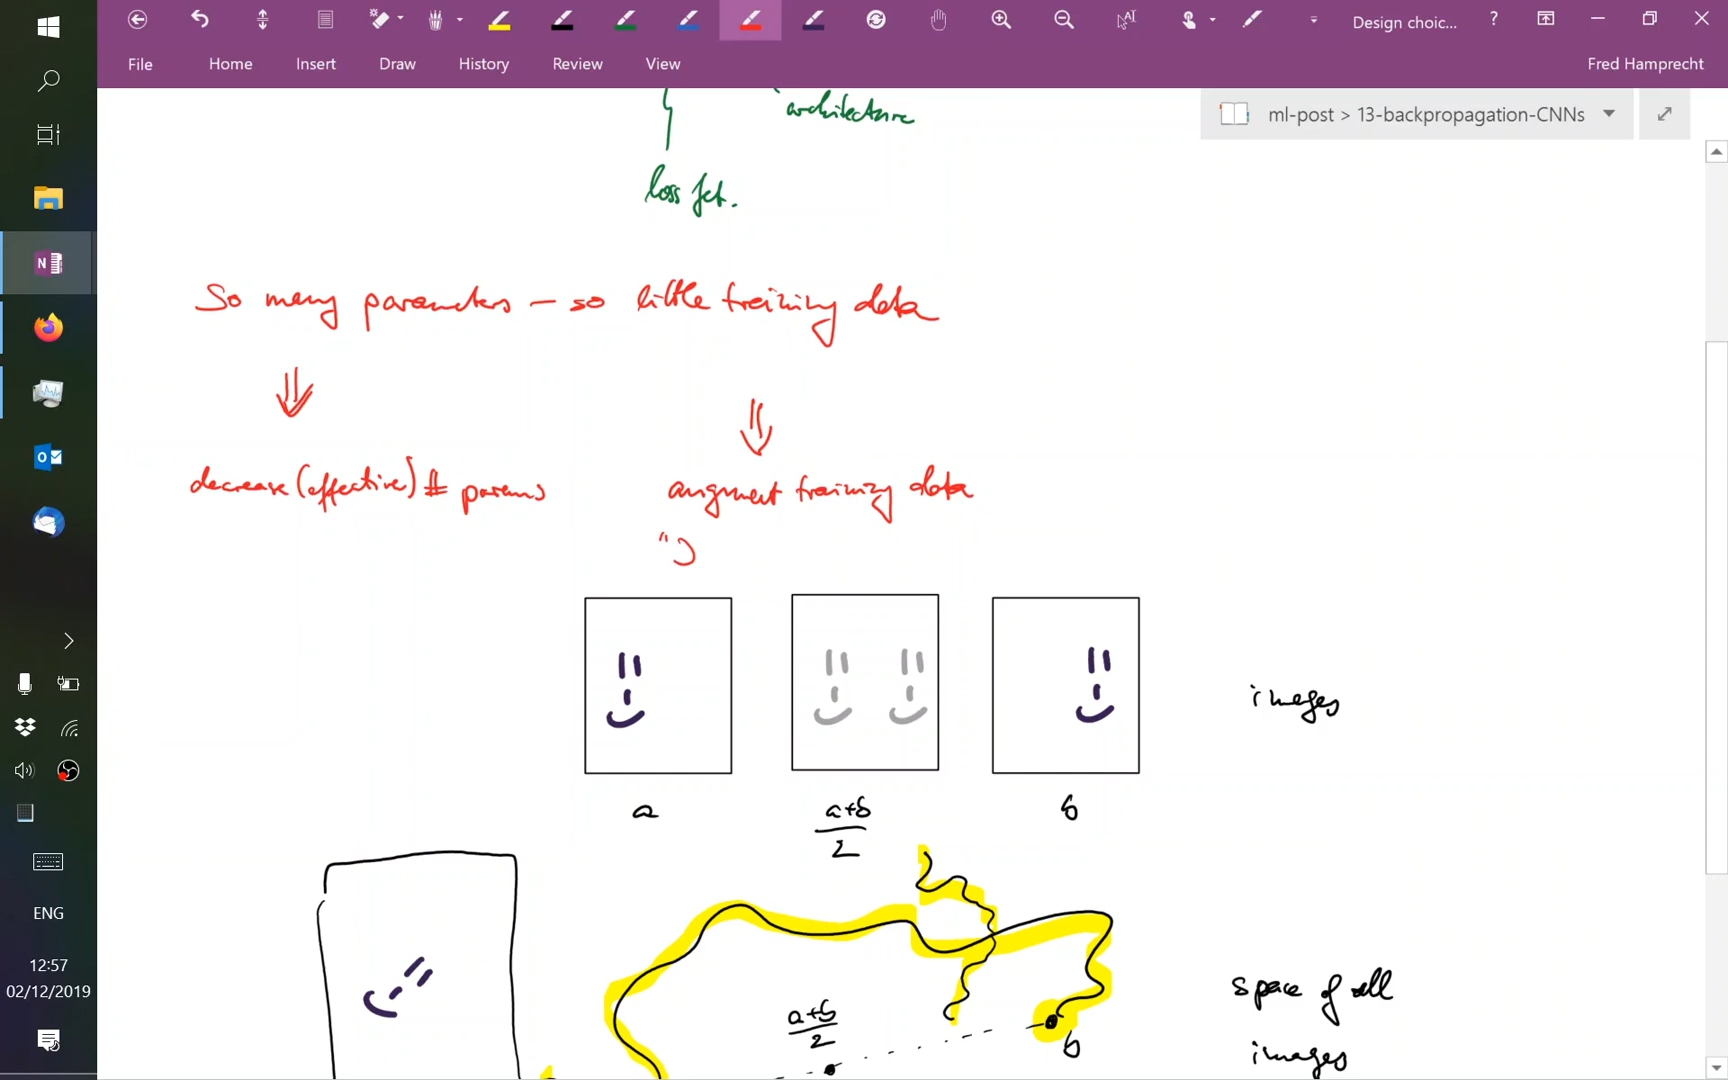 Design choic...
?
File
Home
Insert
Draw
History
Review
View
Fred Hamprecht
ml-post > 13-backpropagation-CNNs
architecture
loss fct.
So many parameters – so little training data
⇓ ⇓
decrease (effective) # params
augment training data
a
a+b
2
b
images
a+b
2
b
space of all
images
ENG
12:57
02/12/2019